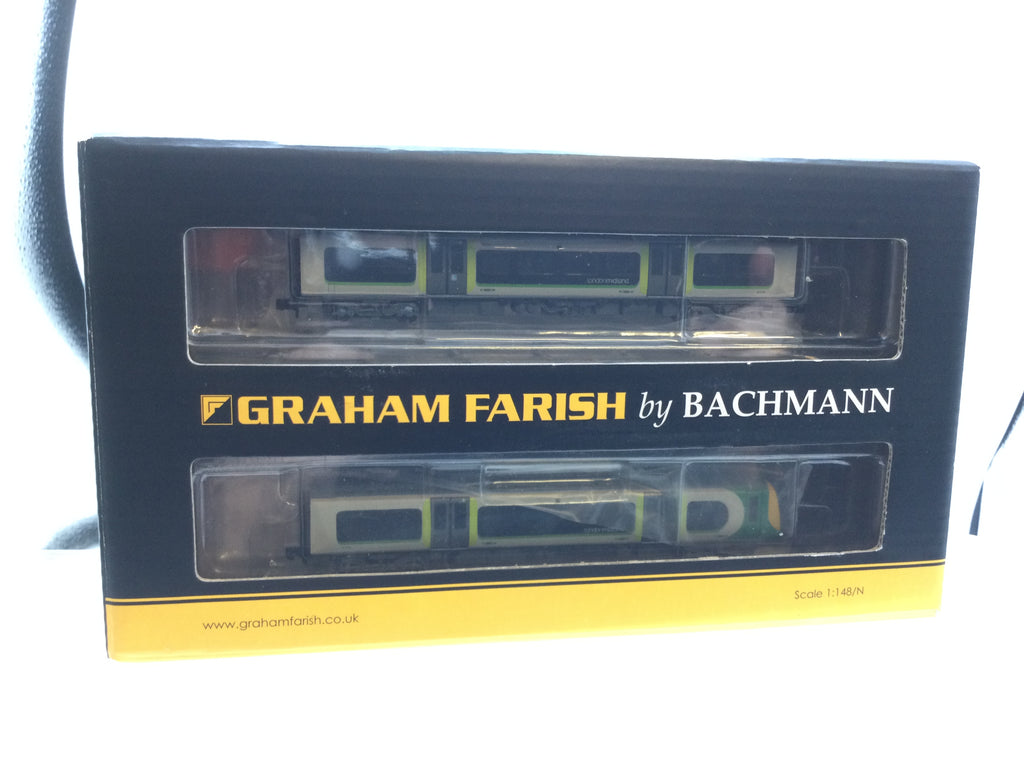 londonmidland
GRAHAM FARISH by BACHMANN
www.grahamfarish.co.uk
Scale 1:148/N